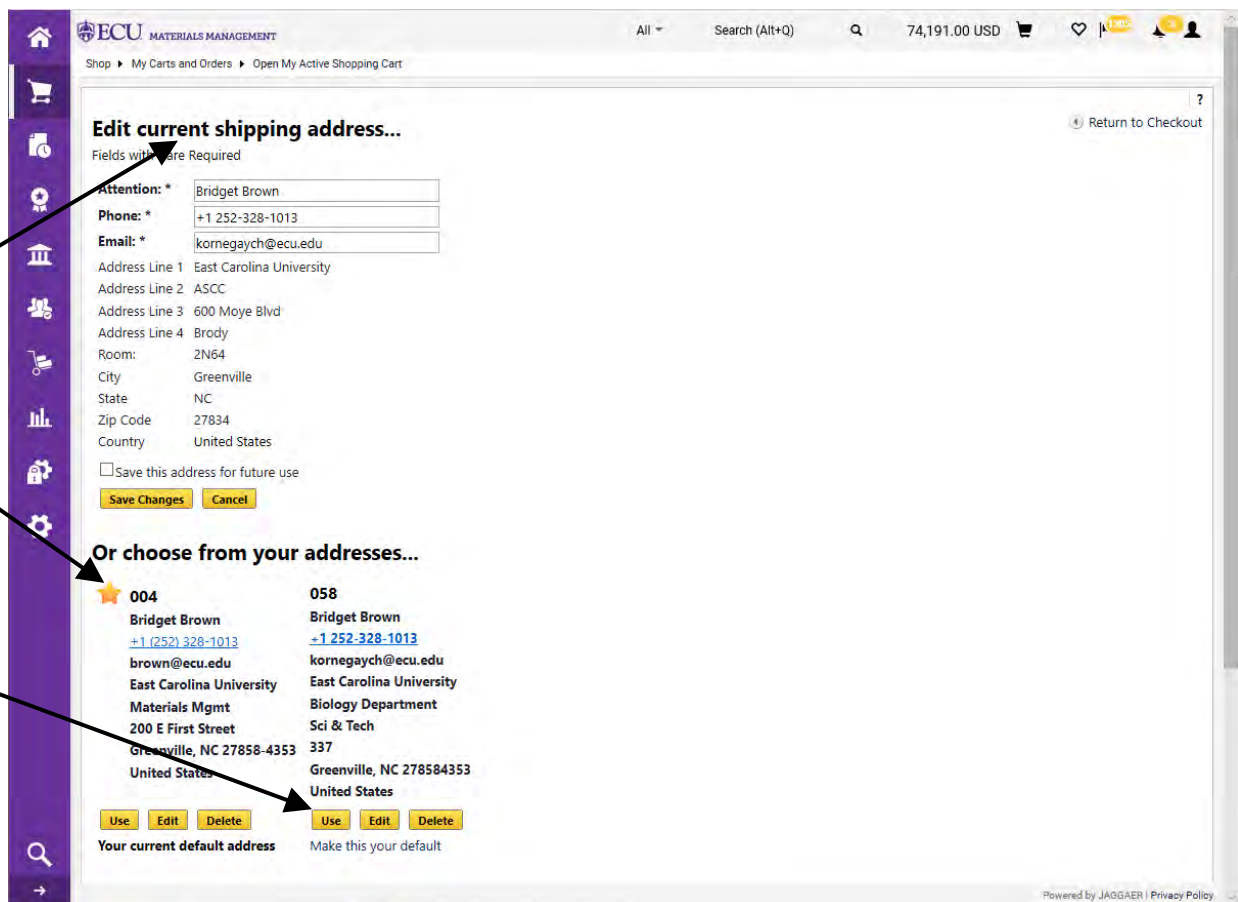 ECU MATERIALS MANAGEMENT
All Search (Alt+Q) 74,191.00 USD
Shop My Carts and Orders Open My Active Shopping Cart
?
Edit current shipping address...
Return to Checkout
Fields with are Required
Attention: * Bridget Brown
Phone: * +1 252-328-1013
Email: * kornegaych@ecu.edu
Address Line 1 East Carolina University
Address Line 2 ASCC
Address Line 3 600 Moye Blvd
Address Line 4 Brody
Room: 2N64
City Greenville
State NC
Zip Code 27834
Country United States
Save this address for future use
Save Changes Cancel
Or choose from your addresses...
004
Bridget Brown
+1 (252) 328-1013
brown@ecu.edu
East Carolina University
Materials Mgmt
200 E First Street
Greenville, NC 27858-4353
United States
Use Edit Delete
Your current default address
058
Bridget Brown
+1 252-328-1013
kornegaych@ecu.edu
East Carolina University
Biology Department
Sci & Tech
337
Greenville, NC 278584353
United States
Use Edit Delete
Make this your default
Powered by JAGGAER | Privacy Policy